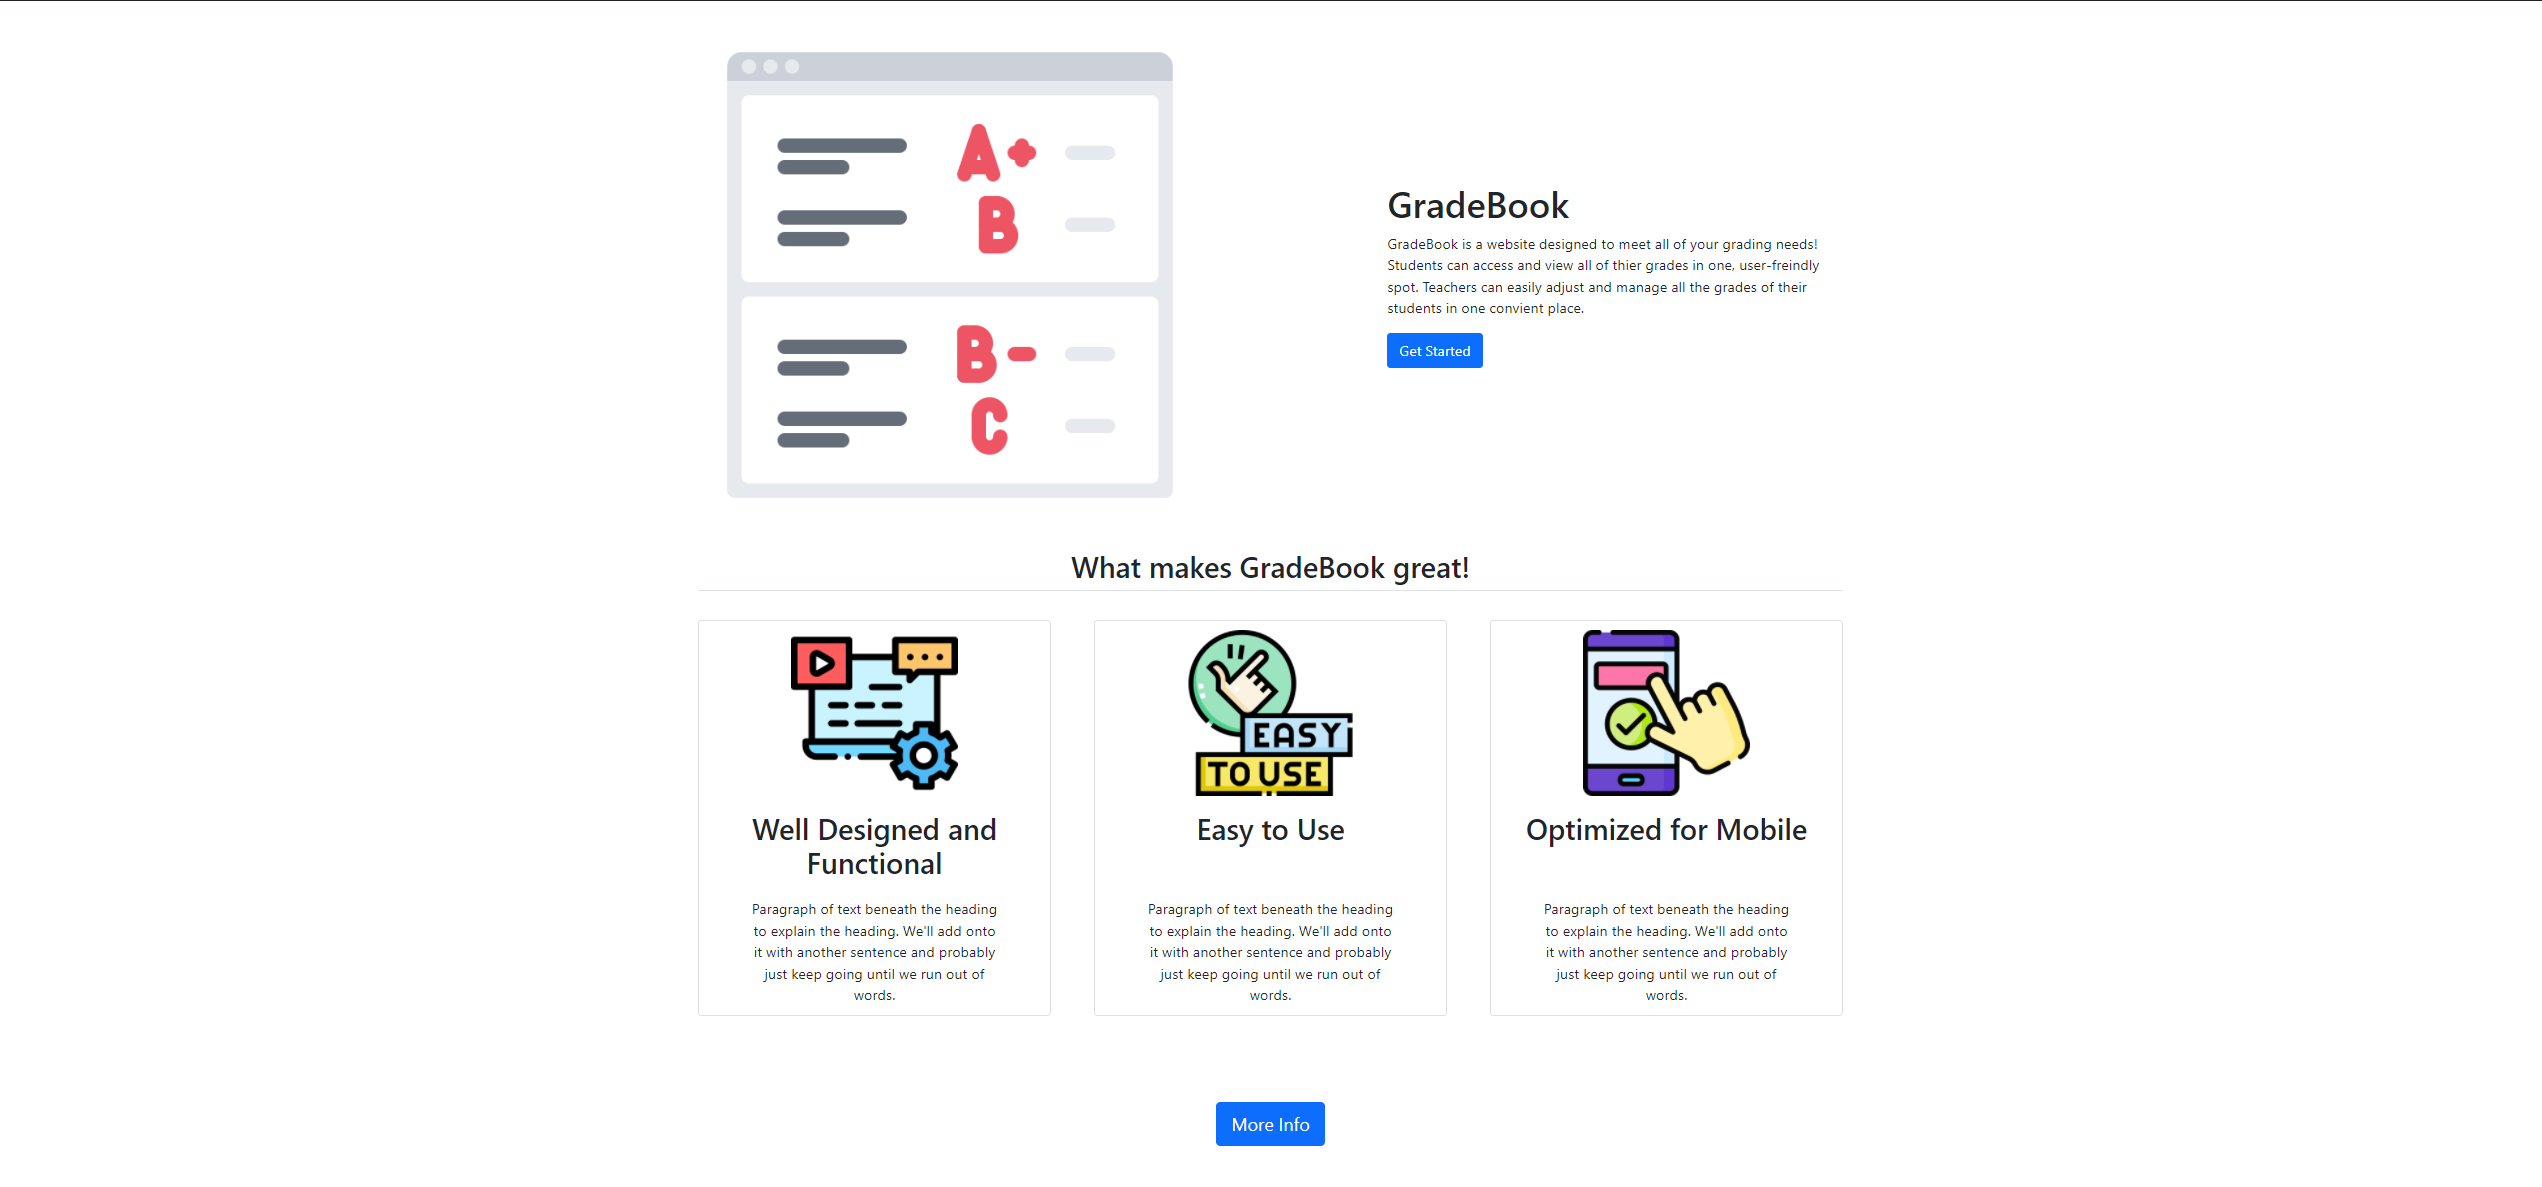 A+
B
B-
C
GradeBook
GradeBook is a website designed to meet all of your grading needs!
Students can access and view all of thier grades in one, user-freindly
spot. Teachers can easily adjust and manage all the grades of their
students in one convient place.
Get Started
What makes GradeBook great!
EASY
TO USE
Well Designed and
Functional
Paragraph of text beneath the heading
to explain the heading. We'll add onto
it with another sentence and probably
just keep going until we run out of
words.
Easy to Use
Paragraph of text beneath the heading
to explain the heading. We'll add onto
it with another sentence and probably
just keep going until we run out of
words.
Optimized for Mobile
Paragraph of text beneath the heading
to explain the heading. We'll add onto
it with another sentence and probably
just keep going until we run out of
words.
More Info